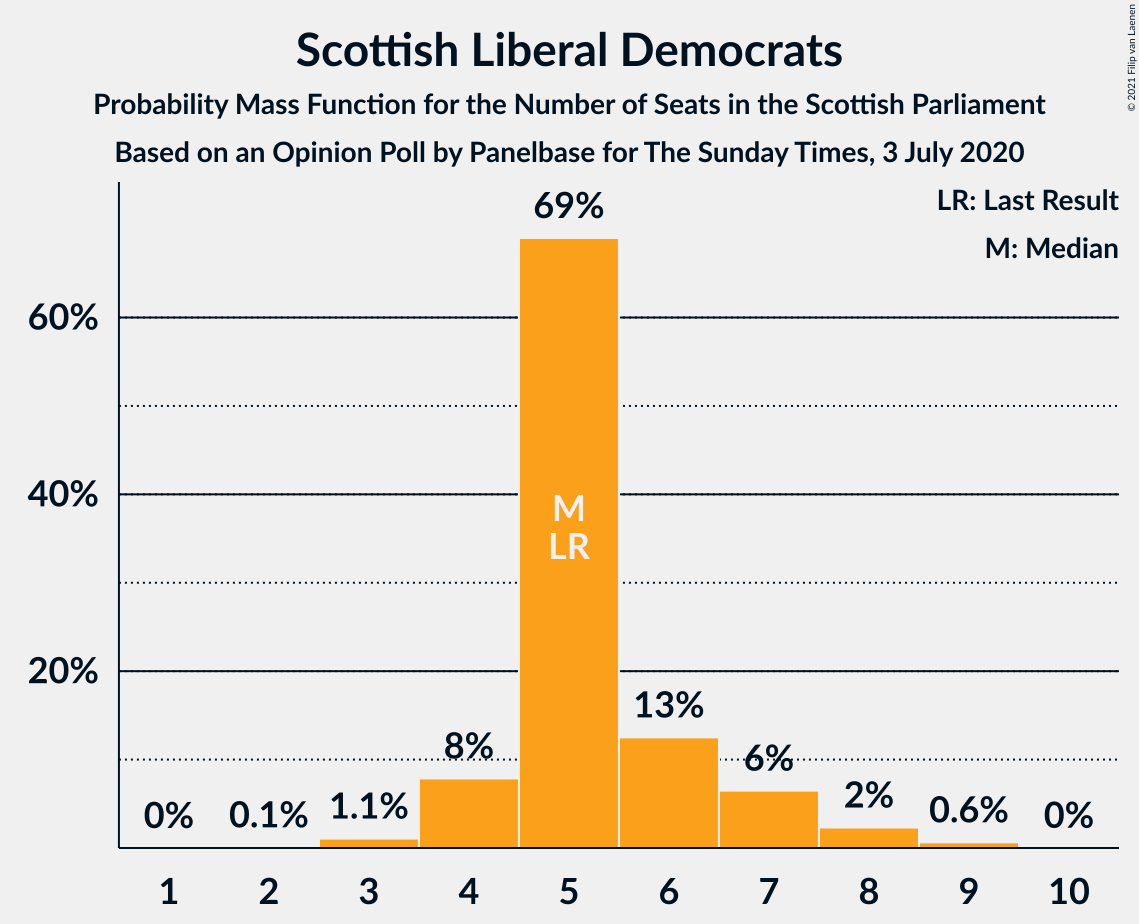 Scottish Liberal Democrats
Probability Mass Function for the Number of Seats in the Scottish Parliament
Based on an Opinion Poll by Panelbase for The Sunday Times, 3 July 2020
© 2021 Filip van Laenen
LR: Last Result
M: Median
60%
40%
20%
0%
0.1%
1.1%
8%
69%
M
LR
13%
6%
2%
0.6%
0%
1 2 3 4 5 6 7 8 9 10